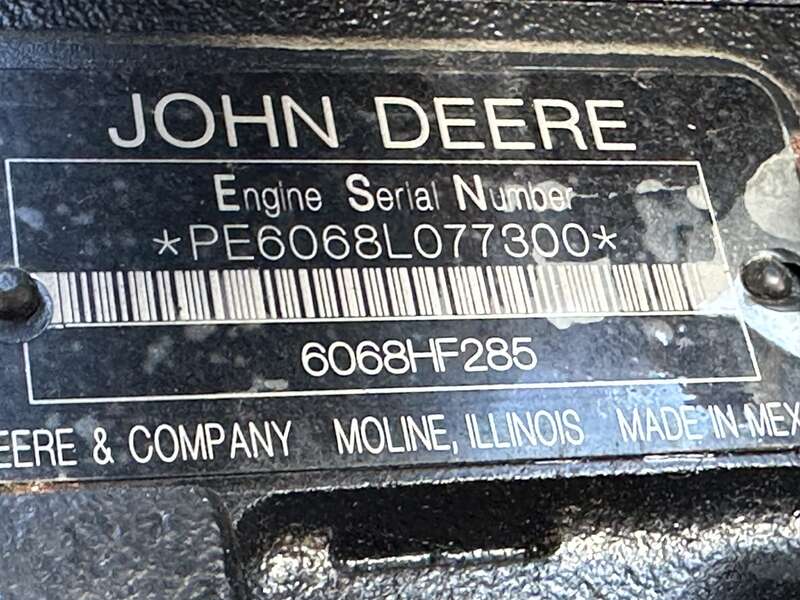 JOHN DEERE
Engine Serial Number
*PE6068L077300*
6068HF285
EERE & COMPANY MOLINE, ILLINOIS MADE IN MEX